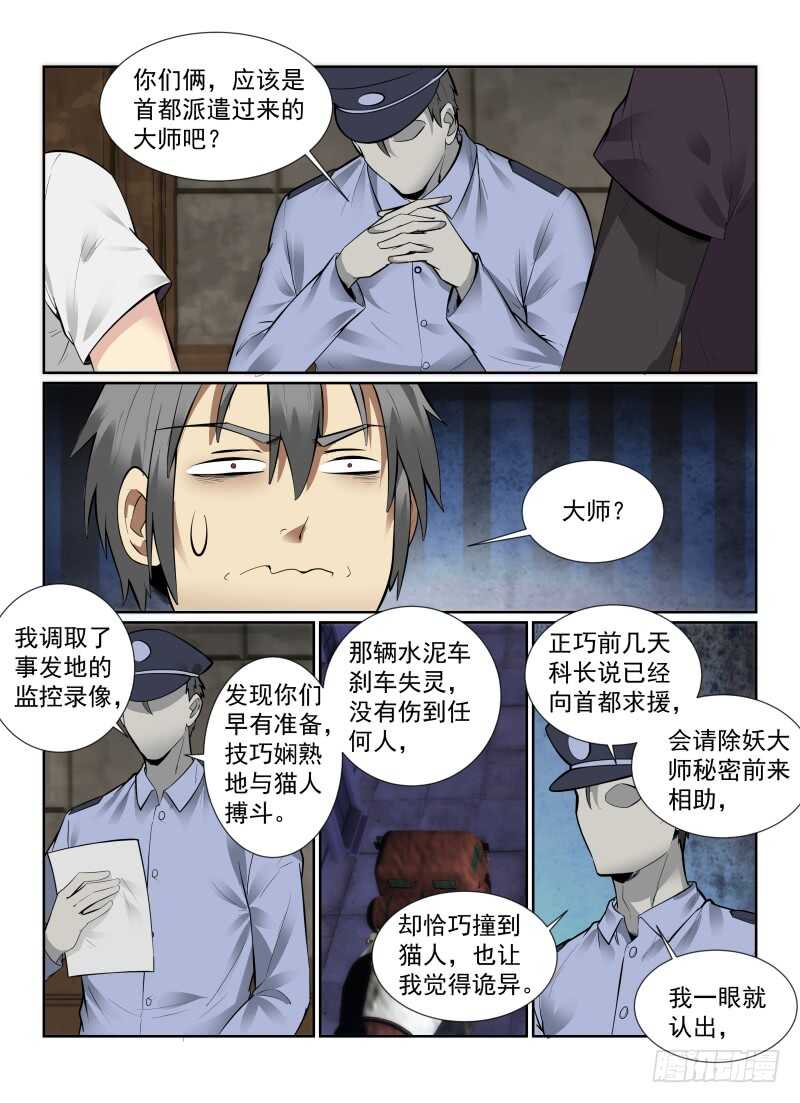 你们俩，应该是
首都派遣过来的
大师吧？
大师？
我调取了
事发地的
监控录像，
发现你们
早有准备，
技巧娴熟
地与猫人
搏斗。
那辆水泥车
刹车失灵，
没有伤到任
何人，
却恰巧撞到
猫人，也让
我觉得诡异。
正巧前几天
科长说已经
向首都求援，
会请除妖大
师秘密前来
相助，
我一眼就
认出，
腾讯动漫